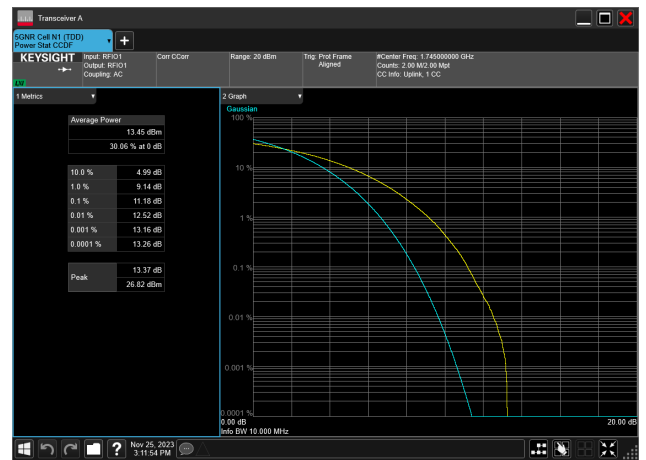 Transceiver A
5GNR Cell N1 (TDD)
Power Stat CCDF
KEYSIGHT
LVI
Input: RFIO1
Output: RFIO1
Coupling: AC
Corr CCorr
Range: 20 dBm
Trig: Prot Frame
Aligned
#Center Freq: 1.745000000 GHz
Counts: 2.00 M/2.00 Mpt
CC Info: Uplink, 1 CC
1 Metrics
Average Power
13.45 dBm
30.06 % at 0 dB
10.0 % 4.99 dB
1.0 % 9.14 dB
0.1 % 11.18 dB
0.01 % 12.52 dB
0.001 % 13.16 dB
0.0001 % 13.26 dB
Peak
13.37 dB
26.82 dBm
2 Graph
Gaussian
100 %
10 %
1 %
0.1 %
0.01 %
0.001 %
0.0001 %
0.00 dB
20.00 dB
Info BW 10.000 MHz
Nov 25, 2023
3:11:54 PM